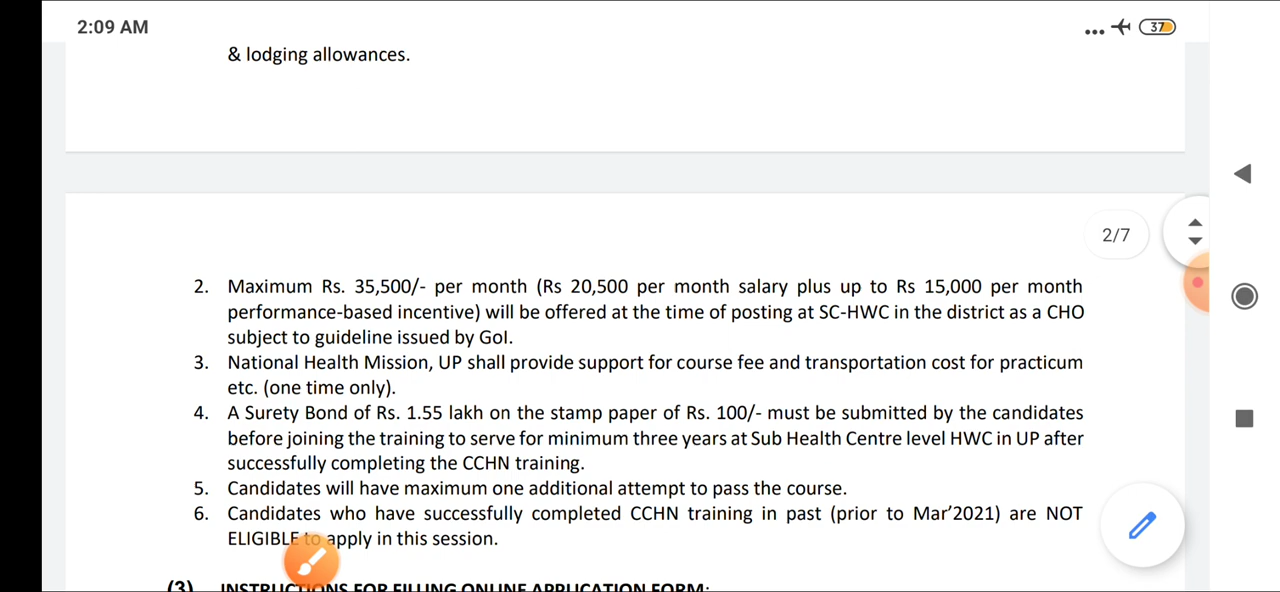 2:09 AM
37
& lodging allowances.
2/7
2. Maximum Rs. 35,500/- per month (Rs 20,500 per month salary plus up to Rs 15,000 per month
performance-based incentive) will be offered at the time of posting at SC-HWC in the district as a CHO
subject to guideline issued by GoI.
3. National Health Mission, UP shall provide support for course fee and transportation cost for practicum
etc. (one time only).
4. A Surety Bond of Rs. 1.55 lakh on the stamp paper of Rs. 100/- must be submitted by the candidates
before joining the training to serve for minimum three years at Sub Health Centre level HWC in UP after
successfully completing the CCHN training.
5. Candidates will have maximum one additional attempt to pass the course.
6. Candidates who have successfully completed CCHN training in past (prior to Mar’2021) are NOT
ELIGIBLE to apply in this session.
(3) INSTRUCTIONS FOR FILLING ONLINE APPLICATION FORM: